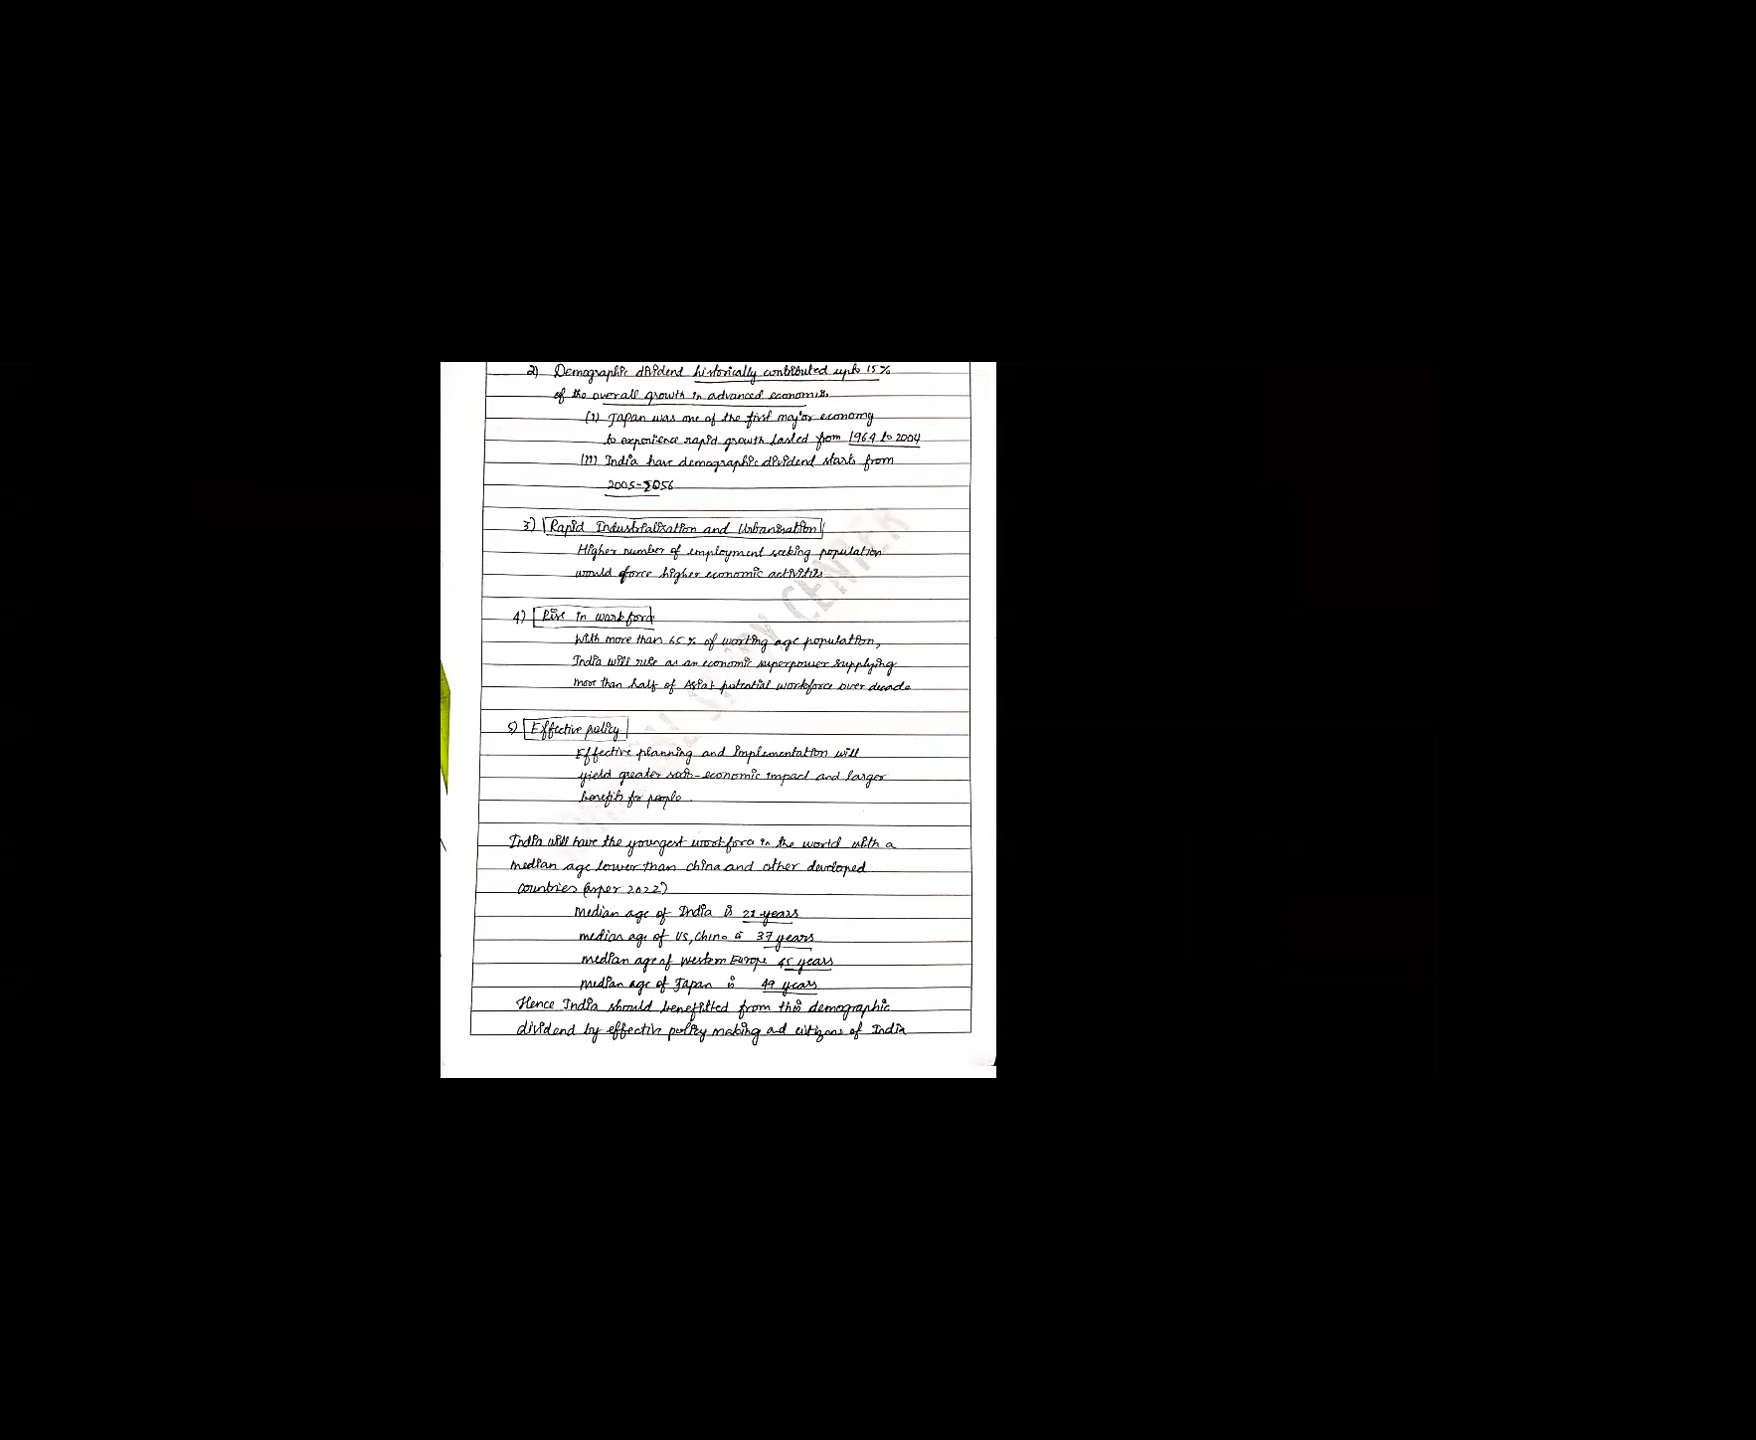 2) Demographic dividend historically contributed upto 15%
of the overall growth in advanced economies.
(i) Japan was one of the first major economy
to experience rapid growth lasted from 1964 to 2004
(ii) India have demographic dividend starts from
2005-2056
3) Rapid Industrialization and Urbanisation
Higher number of employment seeking population
would force higher economic activities
4) Rise in workforce
With more than 65% of working age population,
India will rule as an economic superpower supplying
more than half of Asia's potential workforce over decade
5) Effective policy
Effective planning and implementation will
yield greater socio-economic impact and larger
benefits for people.
India will have the youngest workforce in the world with a
median age lower than china and other developed
countries (asper 2022)
median age of India is years
median age of US, China is 37 years
median age of western Europe 45 years
median age of Japan is 49 years
Hence India should benefitted from this demographic
dividend by effective policy making ad citizens of India
STUDY CENTER